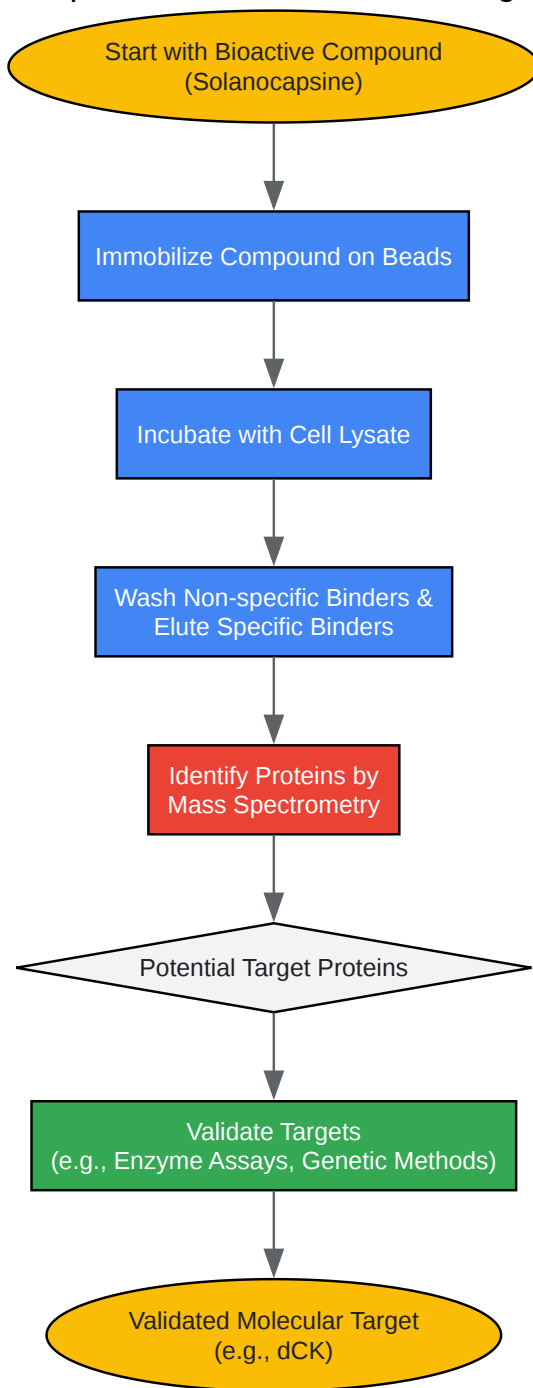 Start with Bioactive Compound
(Solanocapsine)
Immobilize Compound on Beads
Incubate with Cell Lysate
Wash Non-specific Binders &
Elute Specific Binders
Identify Proteins by
Mass Spectrometry
Potential Target Proteins
Validate Targets
(e.g., Enzyme Assays, Genetic Methods)
Validated Molecular Target
(e.g., dCK)